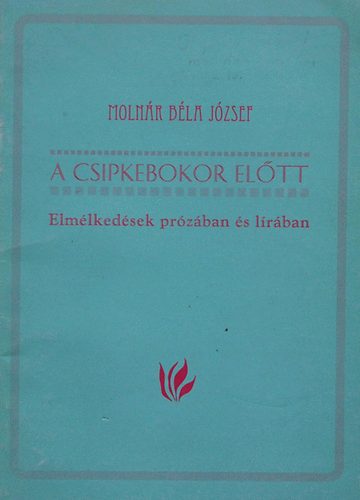 MOLNÁR BÉLA JÓZSEF
A CSIPKEBOKOR ELŐTT
Elmélkedések prózában és lírában